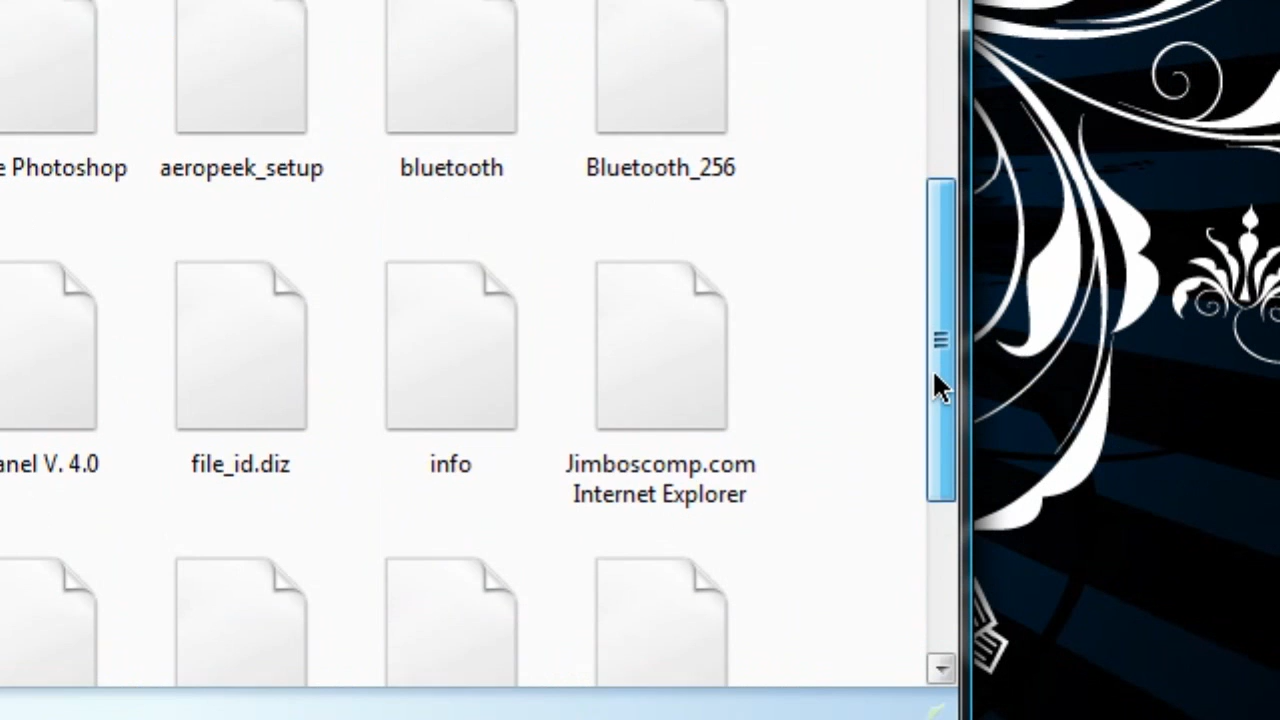 e Photoshop
aeropeek_setup
bluetooth
Bluetooth_256
anel V. 4.0
file_id.diz
info
Jimboscomp.com
Internet Explorer